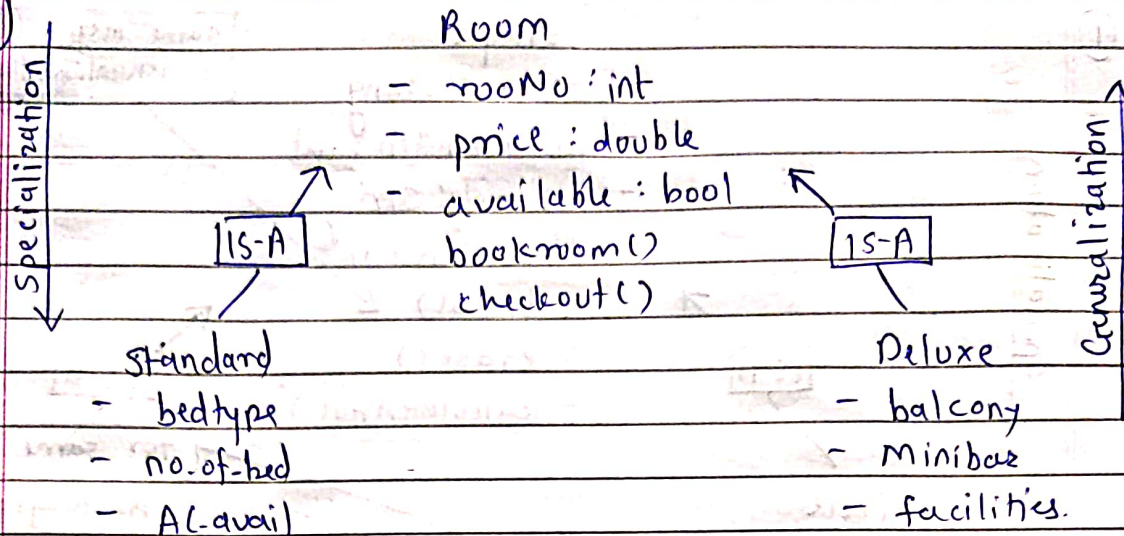 )
Room
- rooNo : int
- price : double
- available : bool
bookroom()
checkout()
Specialization
Genralization
IS-A
IS-A
Standard
- bedtype
- no.of-bed
- AC-avail
Deluxe
- balcony
- Minibar
- facilities.